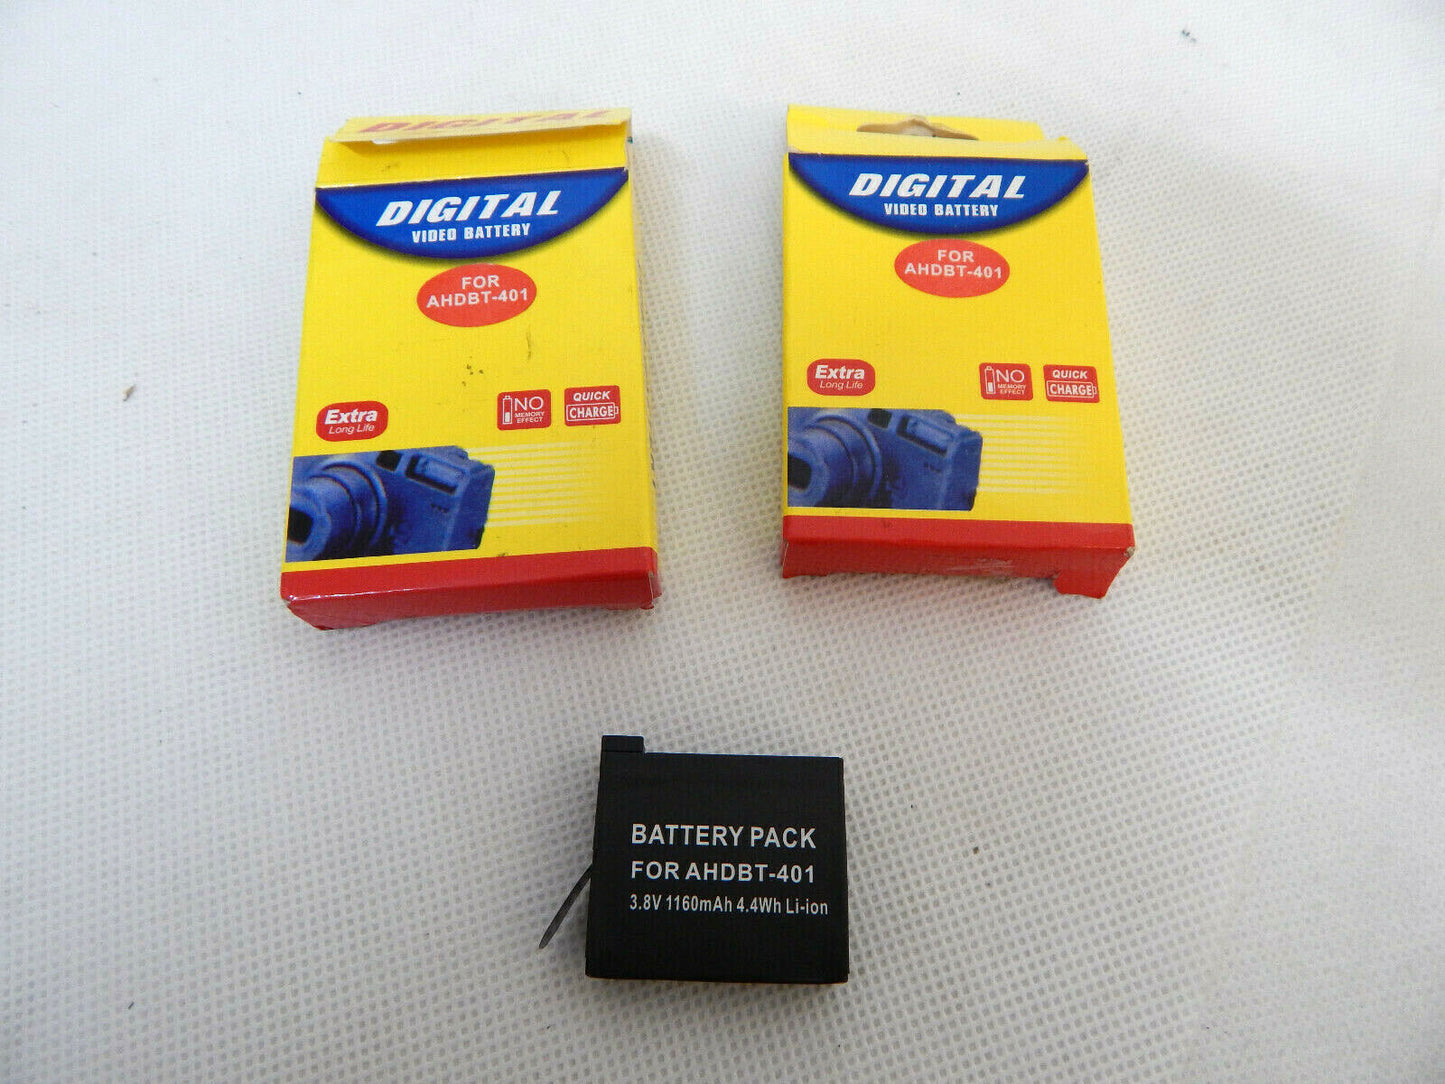 DIGITAL
DIGITAL
VIDEO BATTERY
FOR
AHDBT-401
Extra
Long Life
NO
MEMORY
EFFECT
QUICK
CHARGE
DIGITAL
VIDEO BATTERY
FOR
AHDBT-401
Extra
Long Life
NO
MEMORY
EFFECT
QUICK
CHARGE
BATTERY PACK
FOR AHDBT-401
3.8V 1160mAh 4.4Wh Li-ion